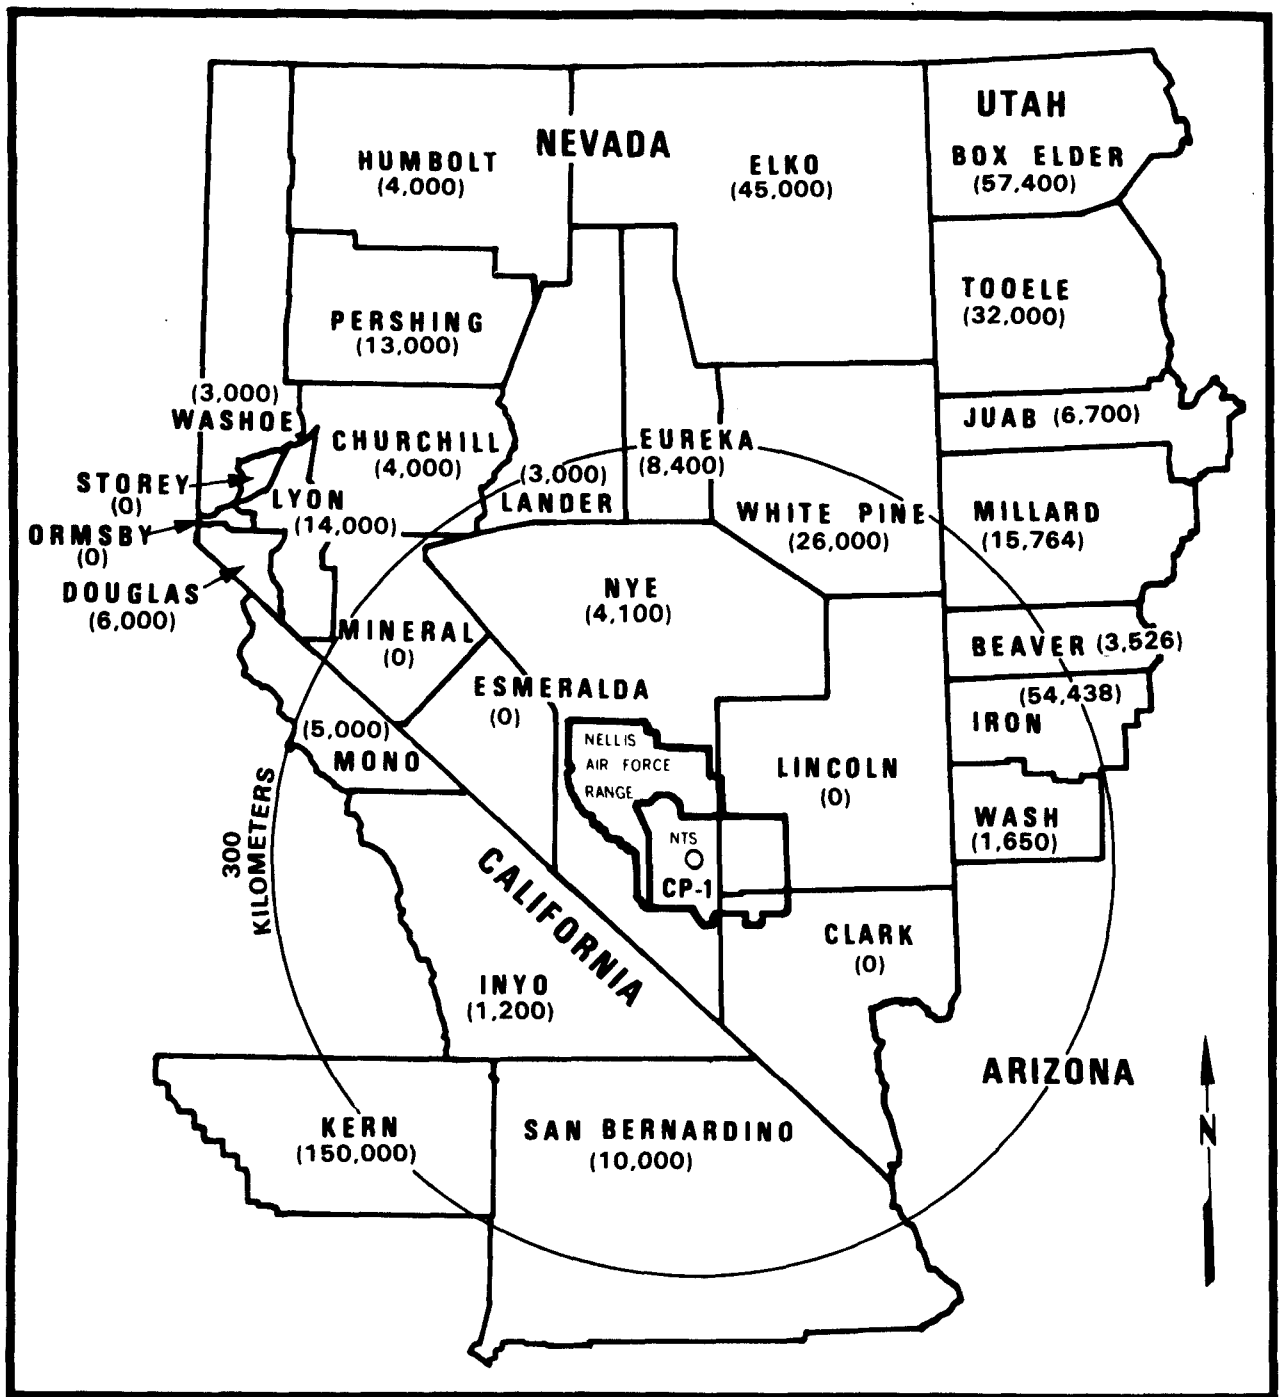 UTAH
NEVADA
HUMBOLT
(4,000)
ELKO
(45,000)
BOX ELDER
(57,400)
TOOELE
(32,000)
PERSHING
(13,000)
(3,000)
WASHOE
JUAB (6,700)
CHURCHILL
(4,000)
EUREKA
(8,400)
(3,000)
LANDER
STOREY
(0)
LYON
(14,000)
WHITE PINE
(26,000)
MILLARD
(15,764)
ORMSBY
(0)
DOUGLAS
(6,000)
NYE
(4,100)
MINERAL
(0)
BEAVER (3,526)
ESMERALDA
(0)
(54,438)
IRON
(5,000)
MONO
NELLIS
AIR FORCE
RANGE
LINCOLN
(0)
WASH
(1,650)
NTS
CP-1
300
KILOMETERS
CALIFORNIA
CLARK
(0)
INYO
(1,200)
ARIZONA
KERN
(150,000)
SAN BERNARDINO
(10,000)
N